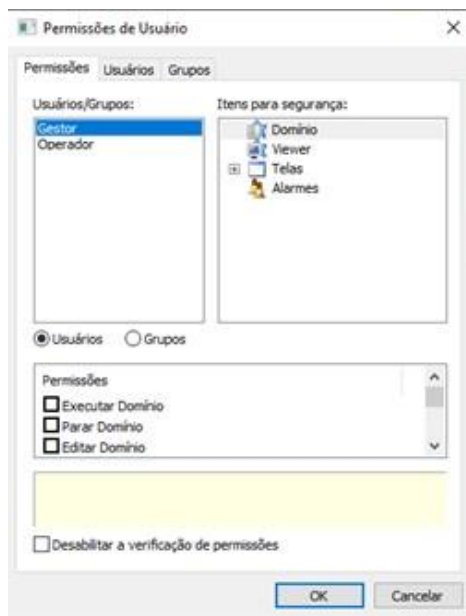 Permissões de Usuário
Permissões Usuários Grupos
Usuários/Grupos:
Gestor
Operador
Itens para segurança:
Domínio
Viewer
Telas
Alarmes
Usuários Grupos
Permissões
Executar Domínio
Parar Domínio
Editar Domínio
Desabilitar a verificação de permissões
OK Cancelar